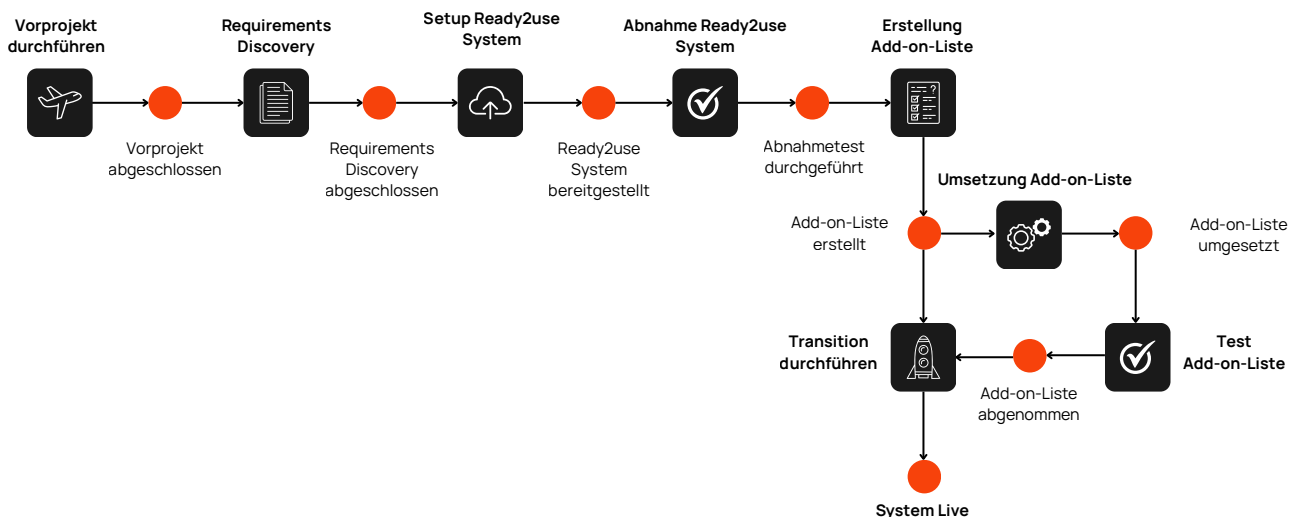 Vorprojekt
durchführen
Requirements
Discovery
Setup Ready2use
System
Abnahme Ready2use
System
Erstellung
Add-on-Liste
?
Vorprojekt
abgeschlossen
Requirements
Discovery
abgeschlossen
Ready2use
System
bereitgestellt
Abnahmetest
durchgeführt
Umsetzung Add-on-Liste
Add-on-Liste
erstellt
Add-on-Liste
umgesetzt
Transition
durchführen
Test
Add-on-Liste
Add-on-Liste
abgenommen
System Live